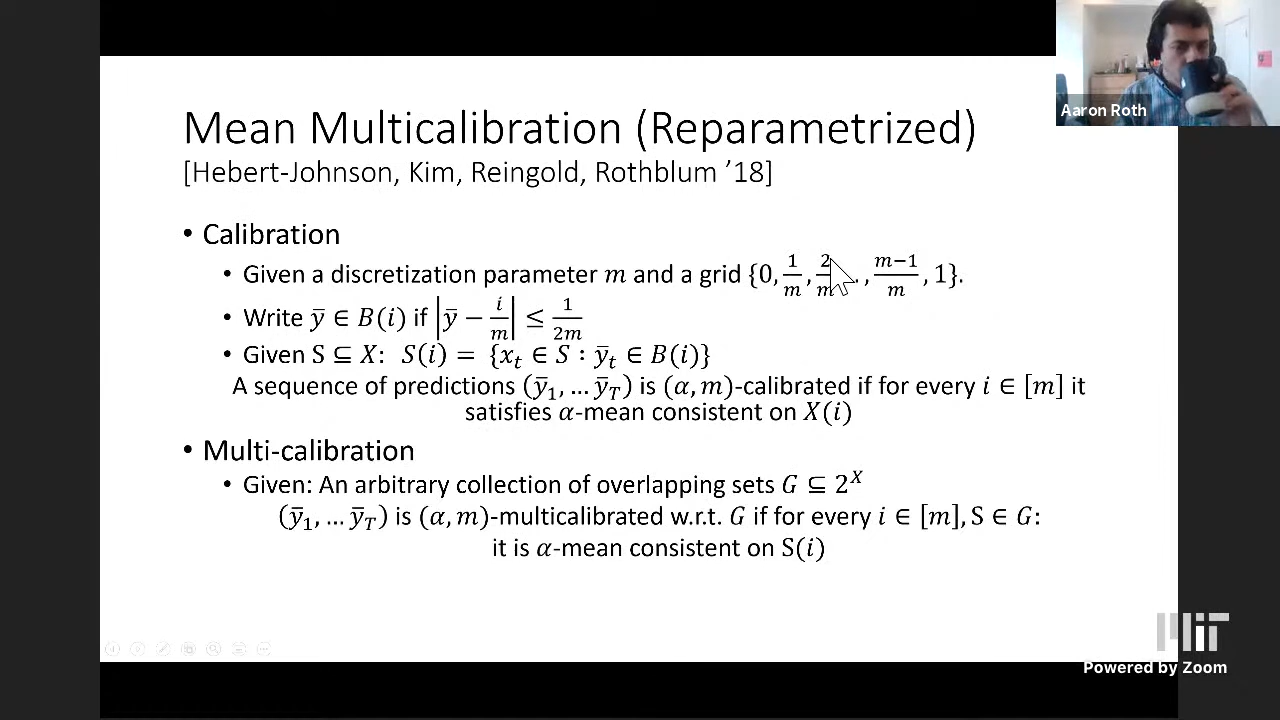 Mean Multicalibration (Reparametrized)
[Hebert-Johnson, Kim, Reingold, Rothblum ’18]
• Calibration
• Given a discretization parameter m and a grid {0, 1/m, 2/m . , (m−1)/m, 1}.
• Write ȳ ∈ B(i) if |ȳ − i/m| ≤ 1/2m
• Given S ⊆ X: S(i) = {x_t ∈ S : ȳ_t ∈ B(i)}
A sequence of predictions (ȳ_1, … ȳ_T) is (α, m)-calibrated if for every i ∈ [m] it
satisfies α-mean consistent on X(i)
• Multi-calibration
• Given: An arbitrary collection of overlapping sets G ⊆ 2^X
(ȳ_1, … ȳ_T) is (α, m)-multicalibrated w.r.t. G if for every i ∈ [m], S ∈ G:
it is α-mean consistent on S(i)
Aaron Roth
MIT
Powered by Zoom